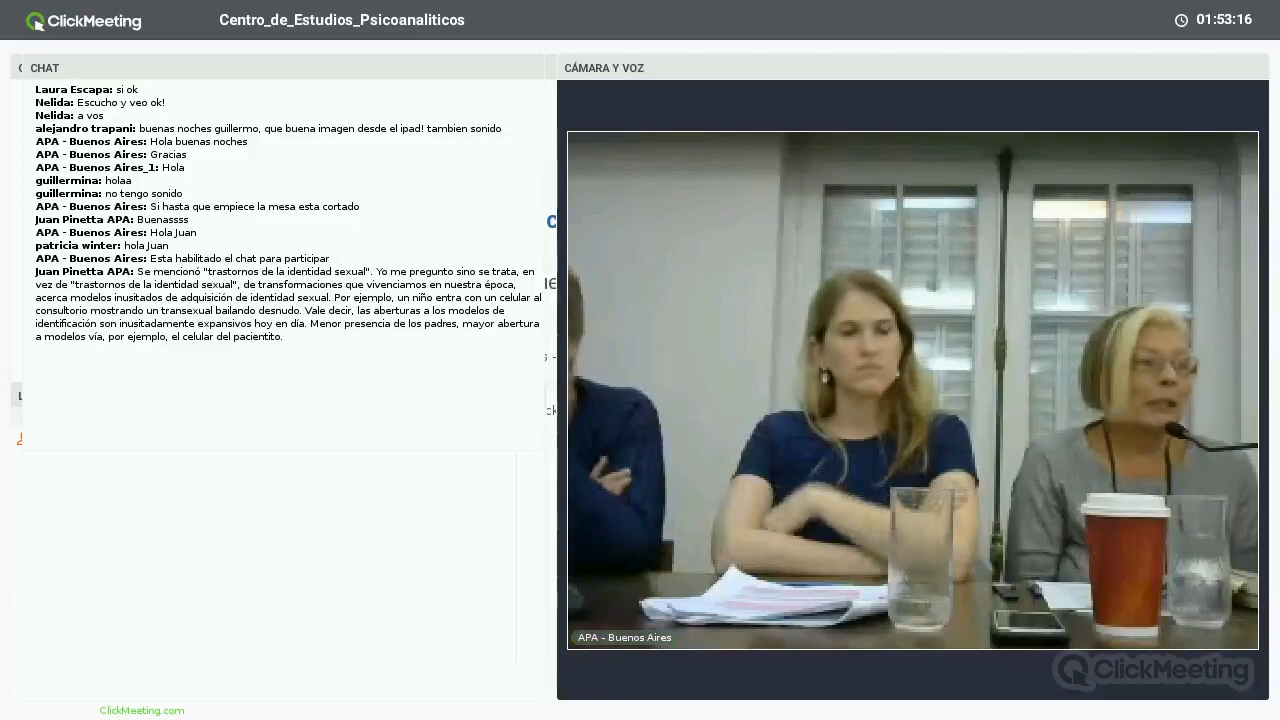 ClickMeeting
Centro_de_Estudios_Psicoanaliticos
01:53:16
CHAT
CÁMARA Y VOZ
Laura Escapa: si ok
Nelida: Escucho y veo ok!
Nelida: a vos
alejandro trapani: buenas noches guillermo, que buena imagen desde el ipad! tambien sonido
APA - Buenos Aires: Hola buenas noches
APA - Buenos Aires: Gracias
APA - Buenos Aires_1: Hola
guillermina: holaa
guillermina: no tengo sonido
APA - Buenos Aires: Si hasta que empiece la mesa esta cortado
Juan Pinetta APA: Buenassss
APA - Buenos Aires: Hola Juan
patricia winter: hola Juan
APA - Buenos Aires: Esta habilitado el chat para participar
Juan Pinetta APA: Se mencionó "trastornos de la identidad sexual". Yo me pregunto sino se trata, en
vez de "trastornos de la identidad sexual", de transformaciones que vivenciamos en nuestra época,
acerca modelos inusitados de adquisición de identidad sexual. Por ejemplo, un niño entra con un celular al
consultorio mostrando un transexual bailando desnudo. Vale decir, las aberturas a los modelos de
identificación son inusitadamente expansivos hoy en día. Menor presencia de los padres, mayor abertura
a modelos vía, por ejemplo, el celular del pacientito.
APA - Buenos Aires
ClickMeeting
ClickMeeting.com